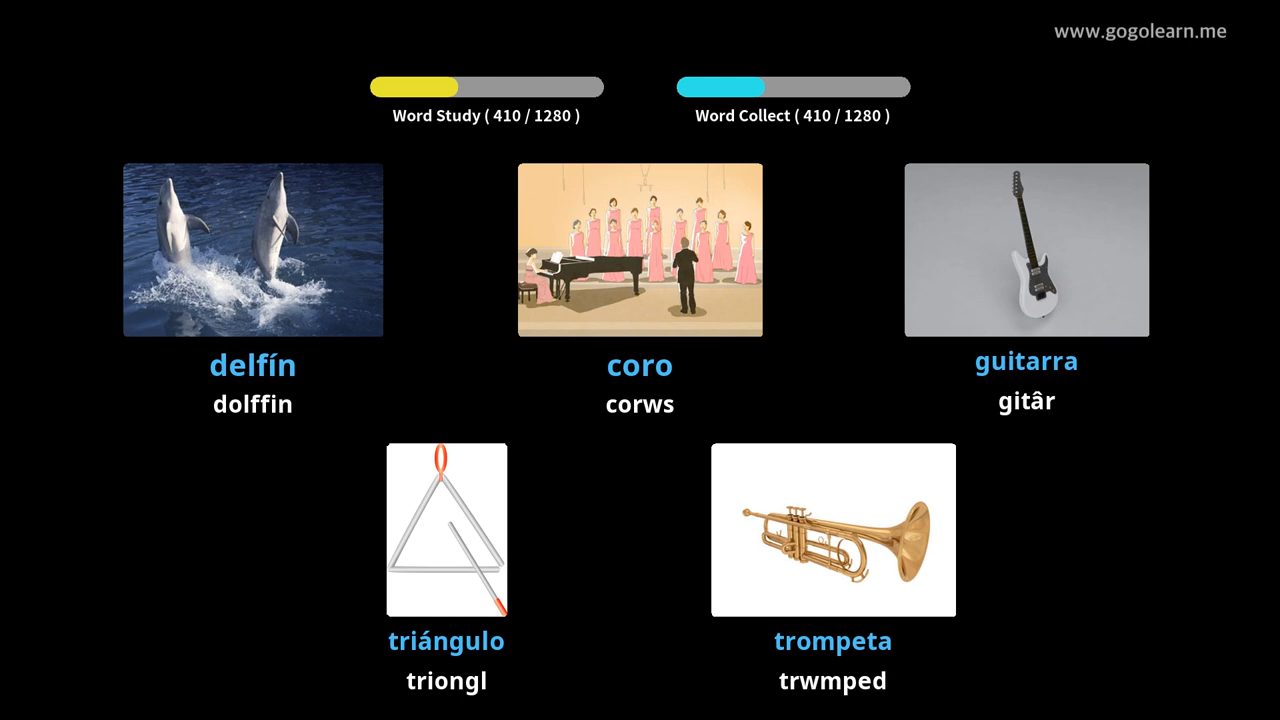 www.gogolearn.me
Word Study ( 410 / 1280 )
Word Collect ( 410 / 1280 )
delfín
dolffin
coro
corws
guitarra
gitâr
triángulo
triongl
trompeta
trwmped